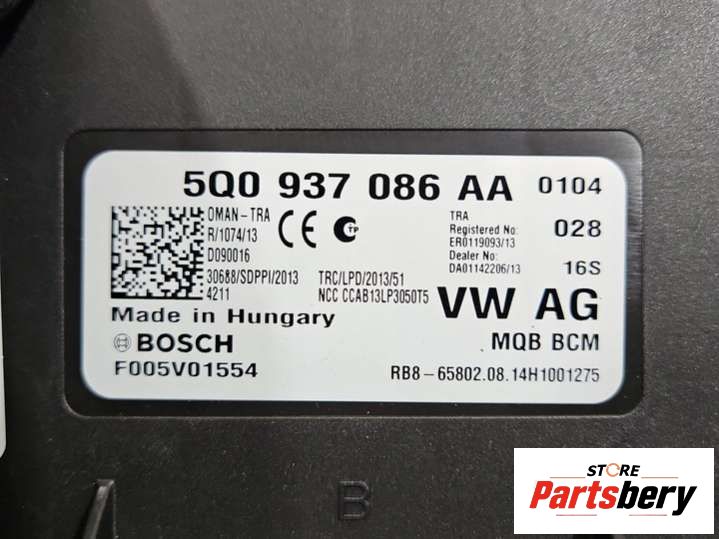 5Q0 937 086 AA 0104
OMAN-TRA
R/1074/13
D090016
30688/SDPPI/2013
4211
CE
TP
TRC/LPD/2013/51
NCC CCAB13LP3050T5
TRA
Registered No:
ER0119093/13
Dealer No:
DA01142206/13
028
16S
Made in Hungary
VW AG
BOSCH
MQB BCM
F005V01554
RB8-65802.08.14H1001275
B
STORE
Partsbery